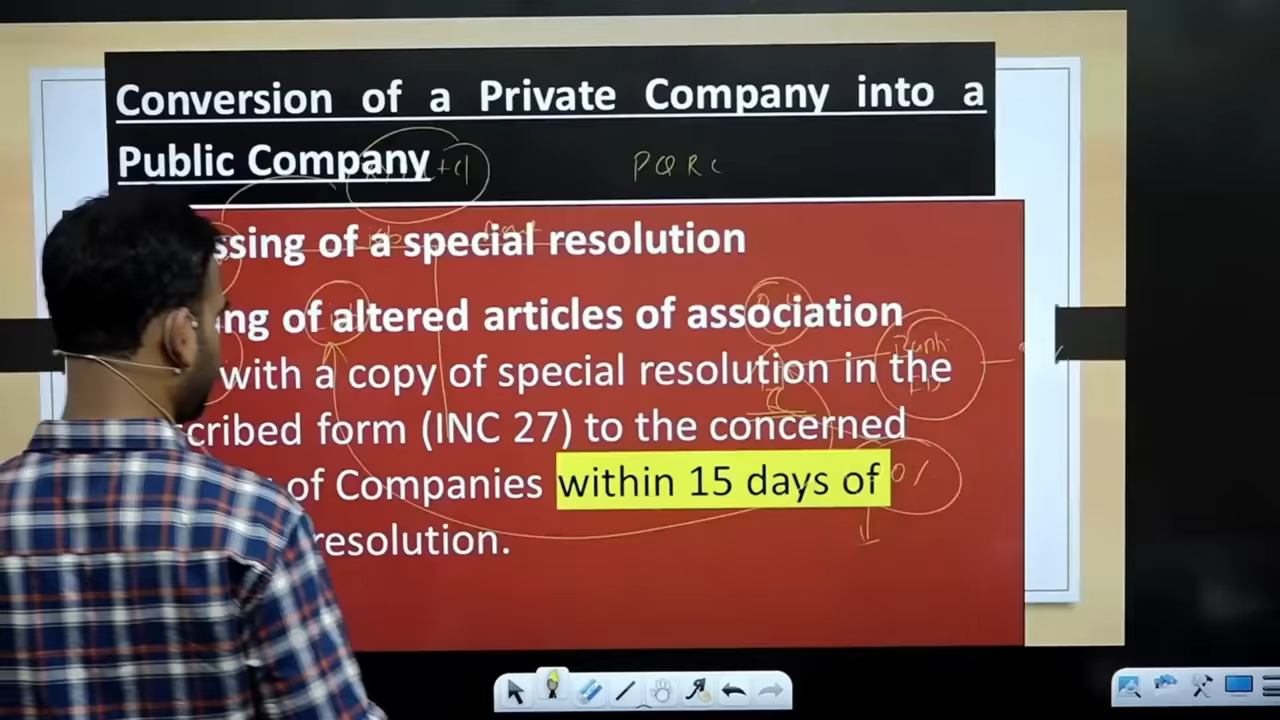 Conversion of a Private Company into a
Public Company
PQR C
ssing of a special resolution
ng of altered articles of association
with a copy of special resolution in the
cribed form (INC 27) to the concerned
of Companies within 15 days of
resolution.